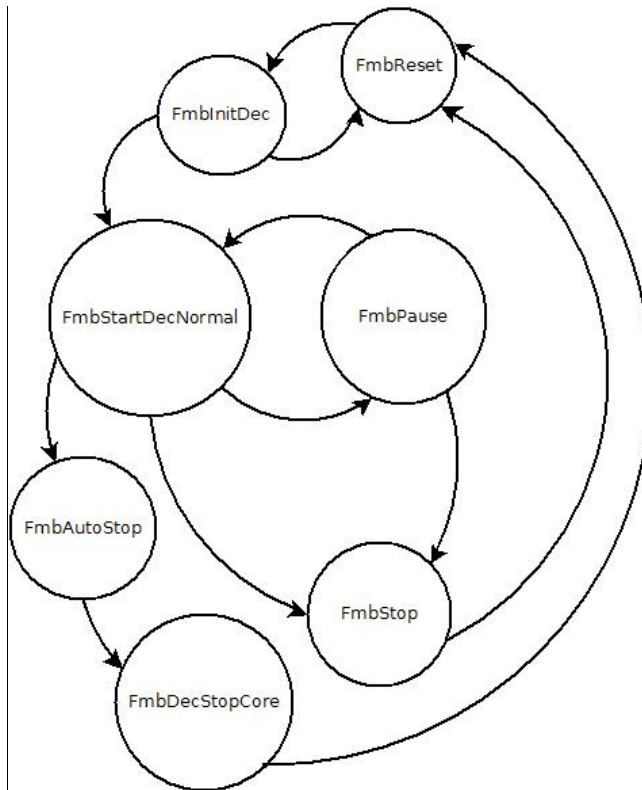 FmbReset
FmbInitDec
FmbStartDecNormal
FmbPause
FmbAutoStop
FmbStop
FmbDecStopCore